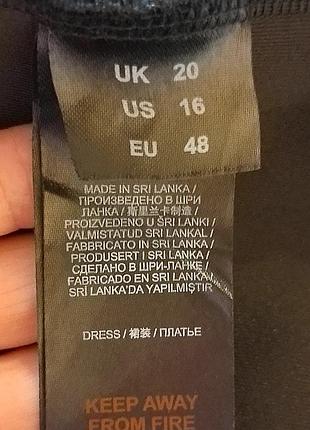 UK 20
US 16
EU 48
MADE IN SRI LANKA /
ПРОИЗВЕДЕНО В ШРИ
ЛАНКА / 斯里兰卡制造 /
PROIZVEDENO U ŠRI LANKI /
VALMISTATUD SRI LANKAL /
FABBRICATO IN SRI LANKA /
PRODUSERT I SRI LANKA /
СДЕЛАНО В ШРИ-ЛАНКЕ /
FABRICADO EN SRI LANKA/
SRİ LANKA'DA YAPILMIŞTIR
DRESS / 裙装 / ПЛАТЬЕ
KEEP AWAY
FROM FIRE